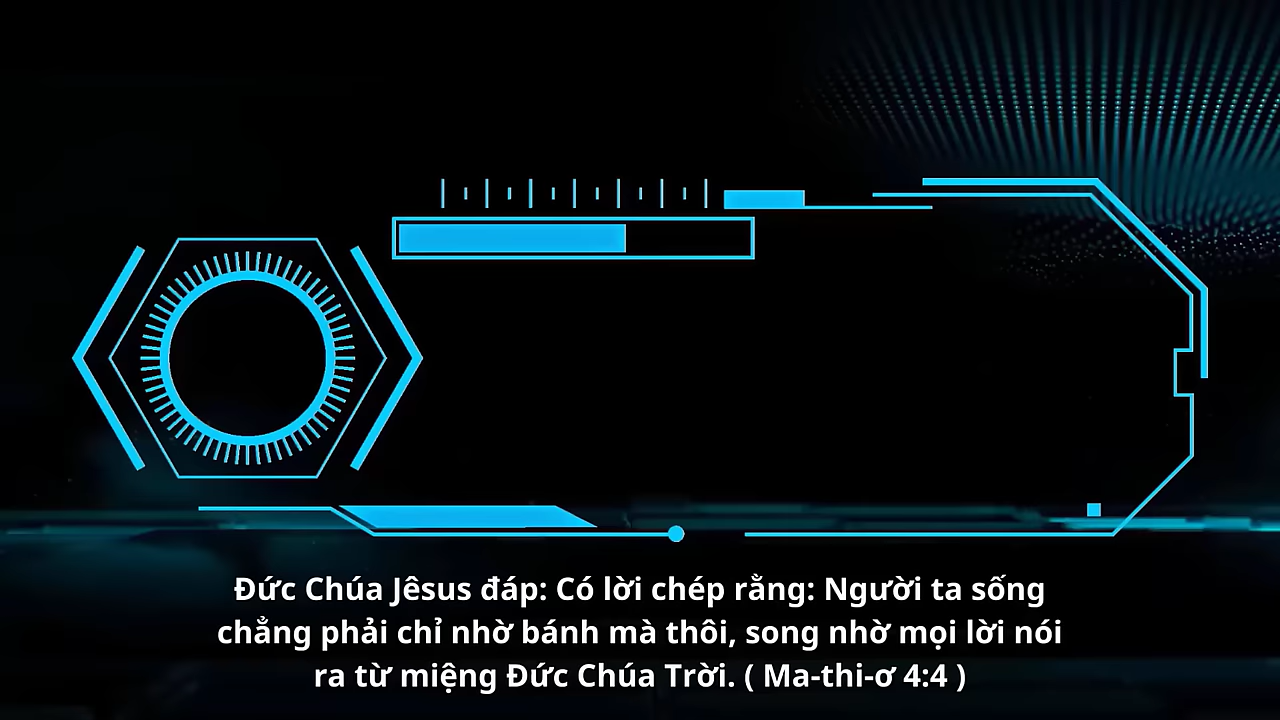 Đức Chúa Jêsus đáp: Có lời chép rằng: Người ta sống
chẳng phải chỉ nhờ bánh mà thôi, song nhờ mọi lời nói
ra từ miệng Đức Chúa Trời. ( Ma-thi-ơ 4:4 )